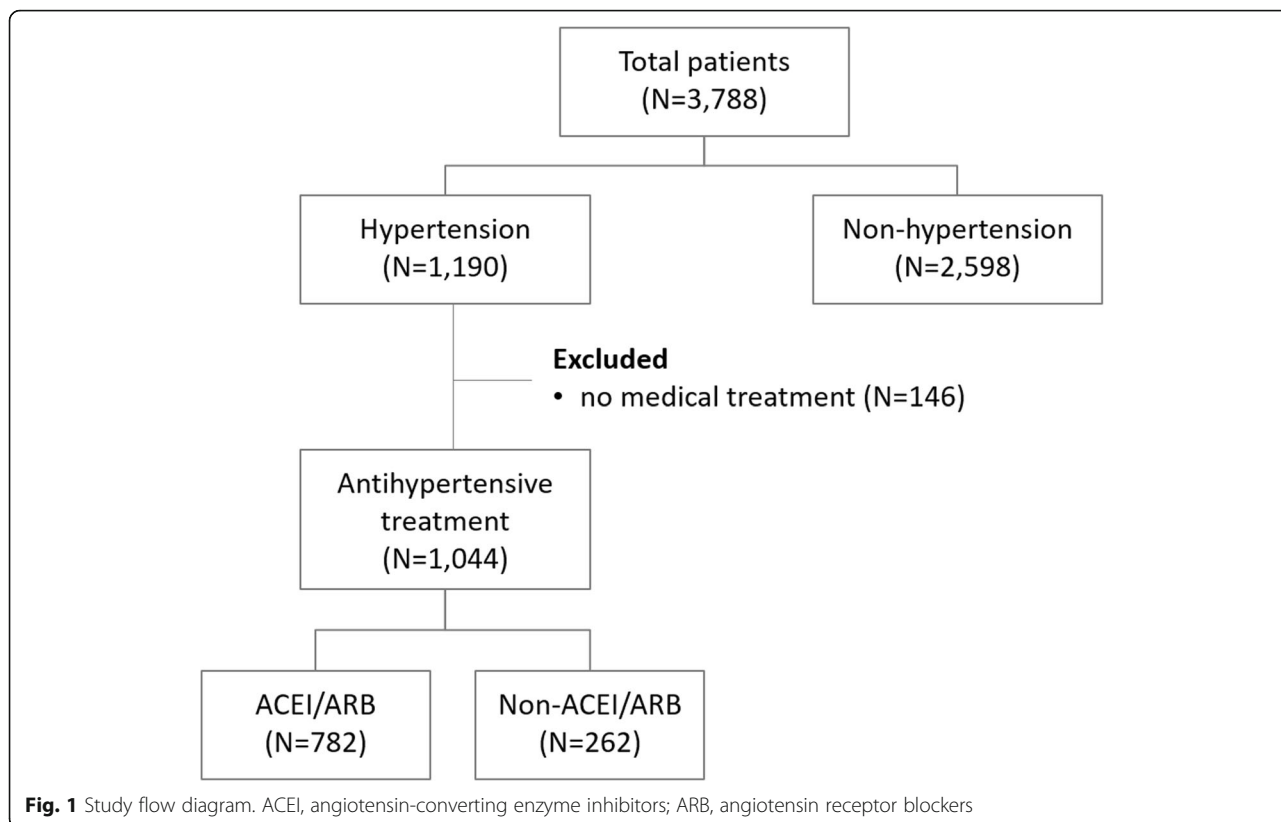 Total patients
(N=3,788)
Hypertension
(N=1,190)
Non-hypertension
(N=2,598)
Excluded
• no medical treatment (N=146)
Antihypertensive
treatment
(N=1,044)
ACEI/ARB
(N=782)
Non-ACEI/ARB
(N=262)
Fig. 1 Study flow diagram. ACEI, angiotensin-converting enzyme inhibitors; ARB, angiotensin receptor blockers